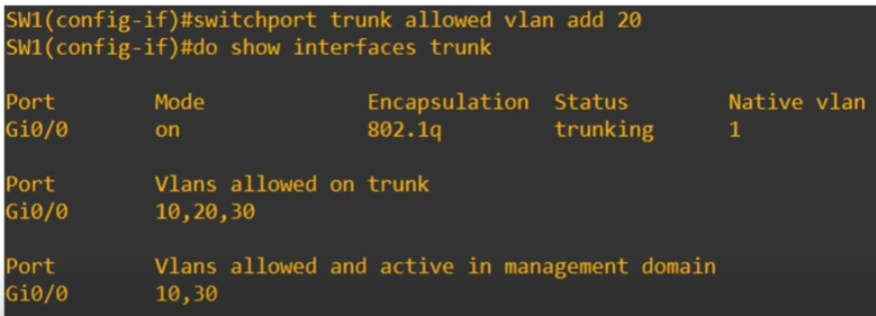 SW1(config-if)#switchport trunk allowed vlan add 20
SW1(config-if)#do show interfaces trunk
Port Mode Encapsulation Status Native vlan
Gi0/0 on 802.1q trunking 1
Port Vlans allowed on trunk
Gi0/0 10,20,30
Port Vlans allowed and active in management domain
Gi0/0 10,30